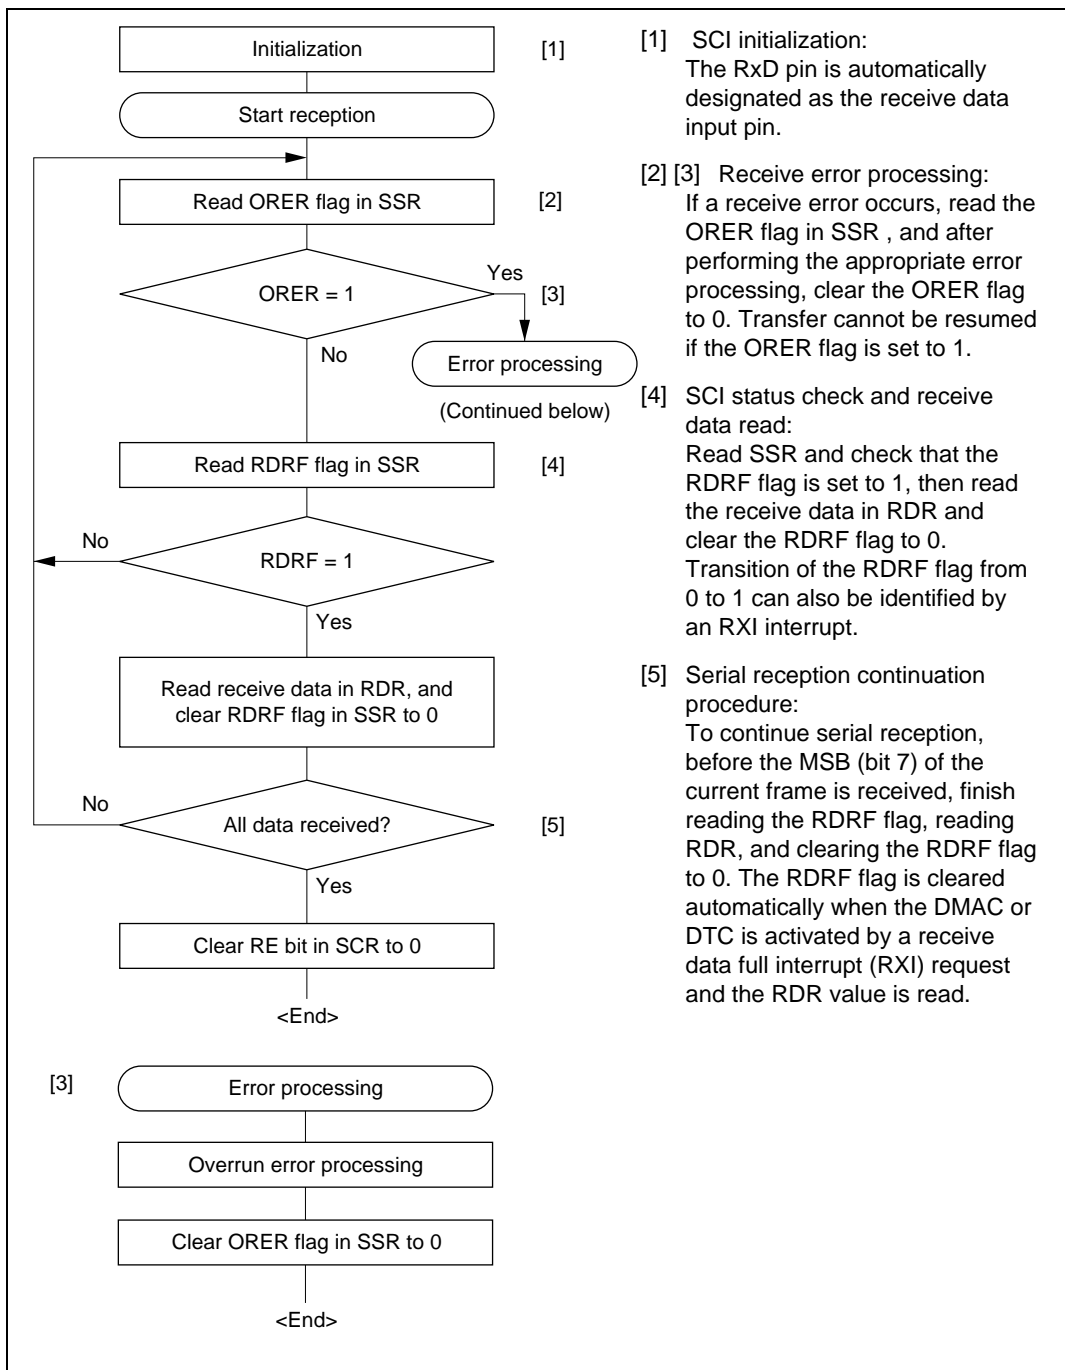 Initialization
[1]
Start reception
Read ORER flag in SSR
[2]
Yes
ORER = 1
[3]
No
Error processing
(Continued below)
Read RDRF flag in SSR
[4]
No
RDRF = 1
Yes
Read receive data in RDR, and
clear RDRF flag in SSR to 0
No
All data received?
[5]
Yes
Clear RE bit in SCR to 0
<End>
[3]
Error processing
Overrun error processing
Clear ORER flag in SSR to 0
<End>
[1] SCI initialization:
The RxD pin is automatically
designated as the receive data
input pin.
[2] [3] Receive error processing:
If a receive error occurs, read the
ORER flag in SSR , and after
performing the appropriate error
processing, clear the ORER flag
to 0. Transfer cannot be resumed
if the ORER flag is set to 1.
[4] SCI status check and receive
data read:
Read SSR and check that the
RDRF flag is set to 1, then read
the receive data in RDR and
clear the RDRF flag to 0.
Transition of the RDRF flag from
0 to 1 can also be identified by
an RXI interrupt.
[5] Serial reception continuation
procedure:
To continue serial reception,
before the MSB (bit 7) of the
current frame is received, finish
reading the RDRF flag, reading
RDR, and clearing the RDRF flag
to 0. The RDRF flag is cleared
automatically when the DMAC or
DTC is activated by a receive
data full interrupt (RXI) request
and the RDR value is read.